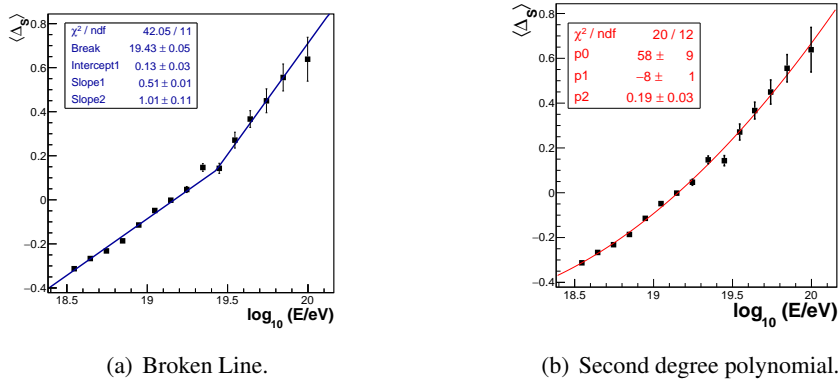 ⟨Δs⟩
0.8
0.6
0.4
0.2
0
−0.2
−0.4
χ² / ndf 42.05 / 11
Break 19.43 ± 0.05
Intercept1 0.13 ± 0.03
Slope1 0.51 ± 0.01
Slope2 1.01 ± 0.11
18.5 19 19.5 20
log₁₀ (E/eV)
(a) Broken Line.
⟨Δs⟩
0.8
0.6
0.4
0.2
0
−0.2
−0.4
χ² / ndf 20 / 12
p0 58 ± 9
p1 −8 ± 1
p2 0.19 ± 0.03
18.5 19 19.5 20
log₁₀ (E/eV)
(b) Second degree polynomial.